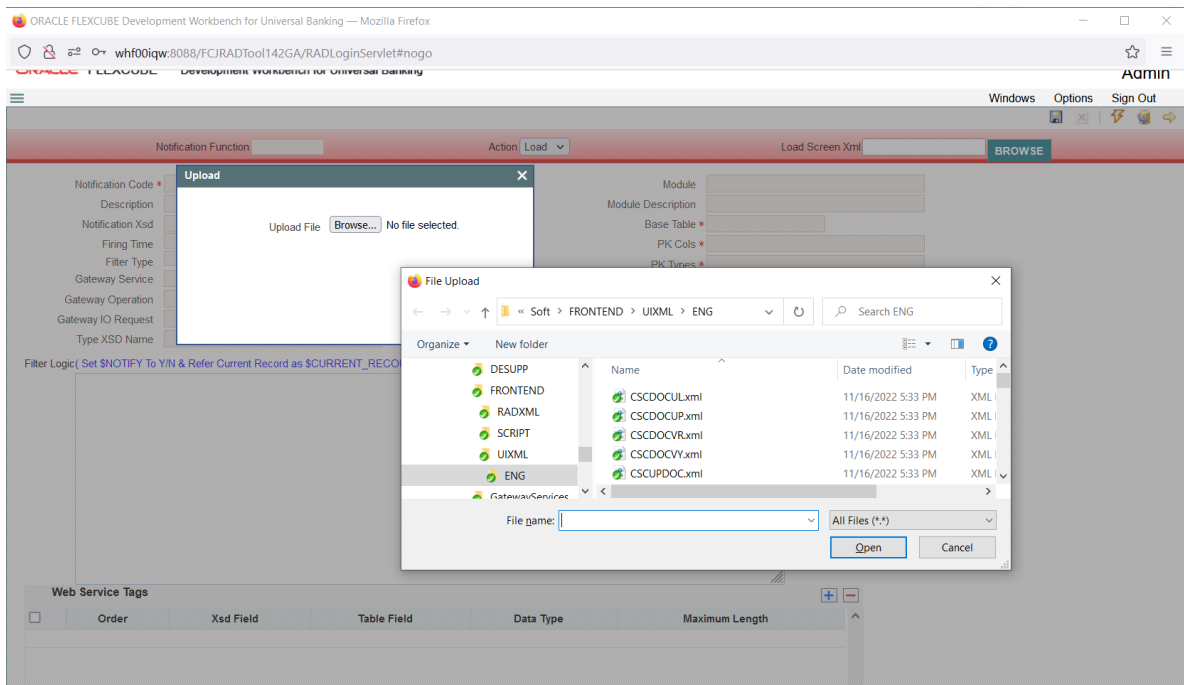 ORACLE FLEXCUBE Development Workbench for Universal Banking — Mozilla Firefox
whf00iqw:8088/FCJRADTool142GA/RADLoginServlet#nogo
ORACLE FLEXCUBE Development Workbench for Universal Banking Admin
Windows Options Sign Out
Notification Function Action Load Load Screen Xml BROWSE
Upload
Notification Code * Module
Description Module Description
Notification Xsd Upload File Browse... No file selected. Base Table *
Firing Time PK Cols *
Filter Type PK Types *
Gateway Service File Upload
Gateway Operation « Soft > FRONTEND > UIXML > ENG Search ENG
Gateway IO Request
Type XSD Name Organize New folder
Filter Logic( Set $NOTIFY To Y/N & Refer Current Record as $CURRENT_RECO
DESUPP Name Date modified Type
FRONTEND CSCDOCUL.xml 11/16/2022 5:33 PM XML
RADXML CSCDOCUP.xml 11/16/2022 5:33 PM XML
SCRIPT CSCDOCVR.xml 11/16/2022 5:33 PM XML
UIXML CSCDOCVY.xml 11/16/2022 5:33 PM XML
ENG CSCUPDOC.xml 11/16/2022 5:33 PM XML
GatewayServices
File name: All Files (*.*)
Open Cancel
Web Service Tags
Order Xsd Field Table Field Data Type Maximum Length